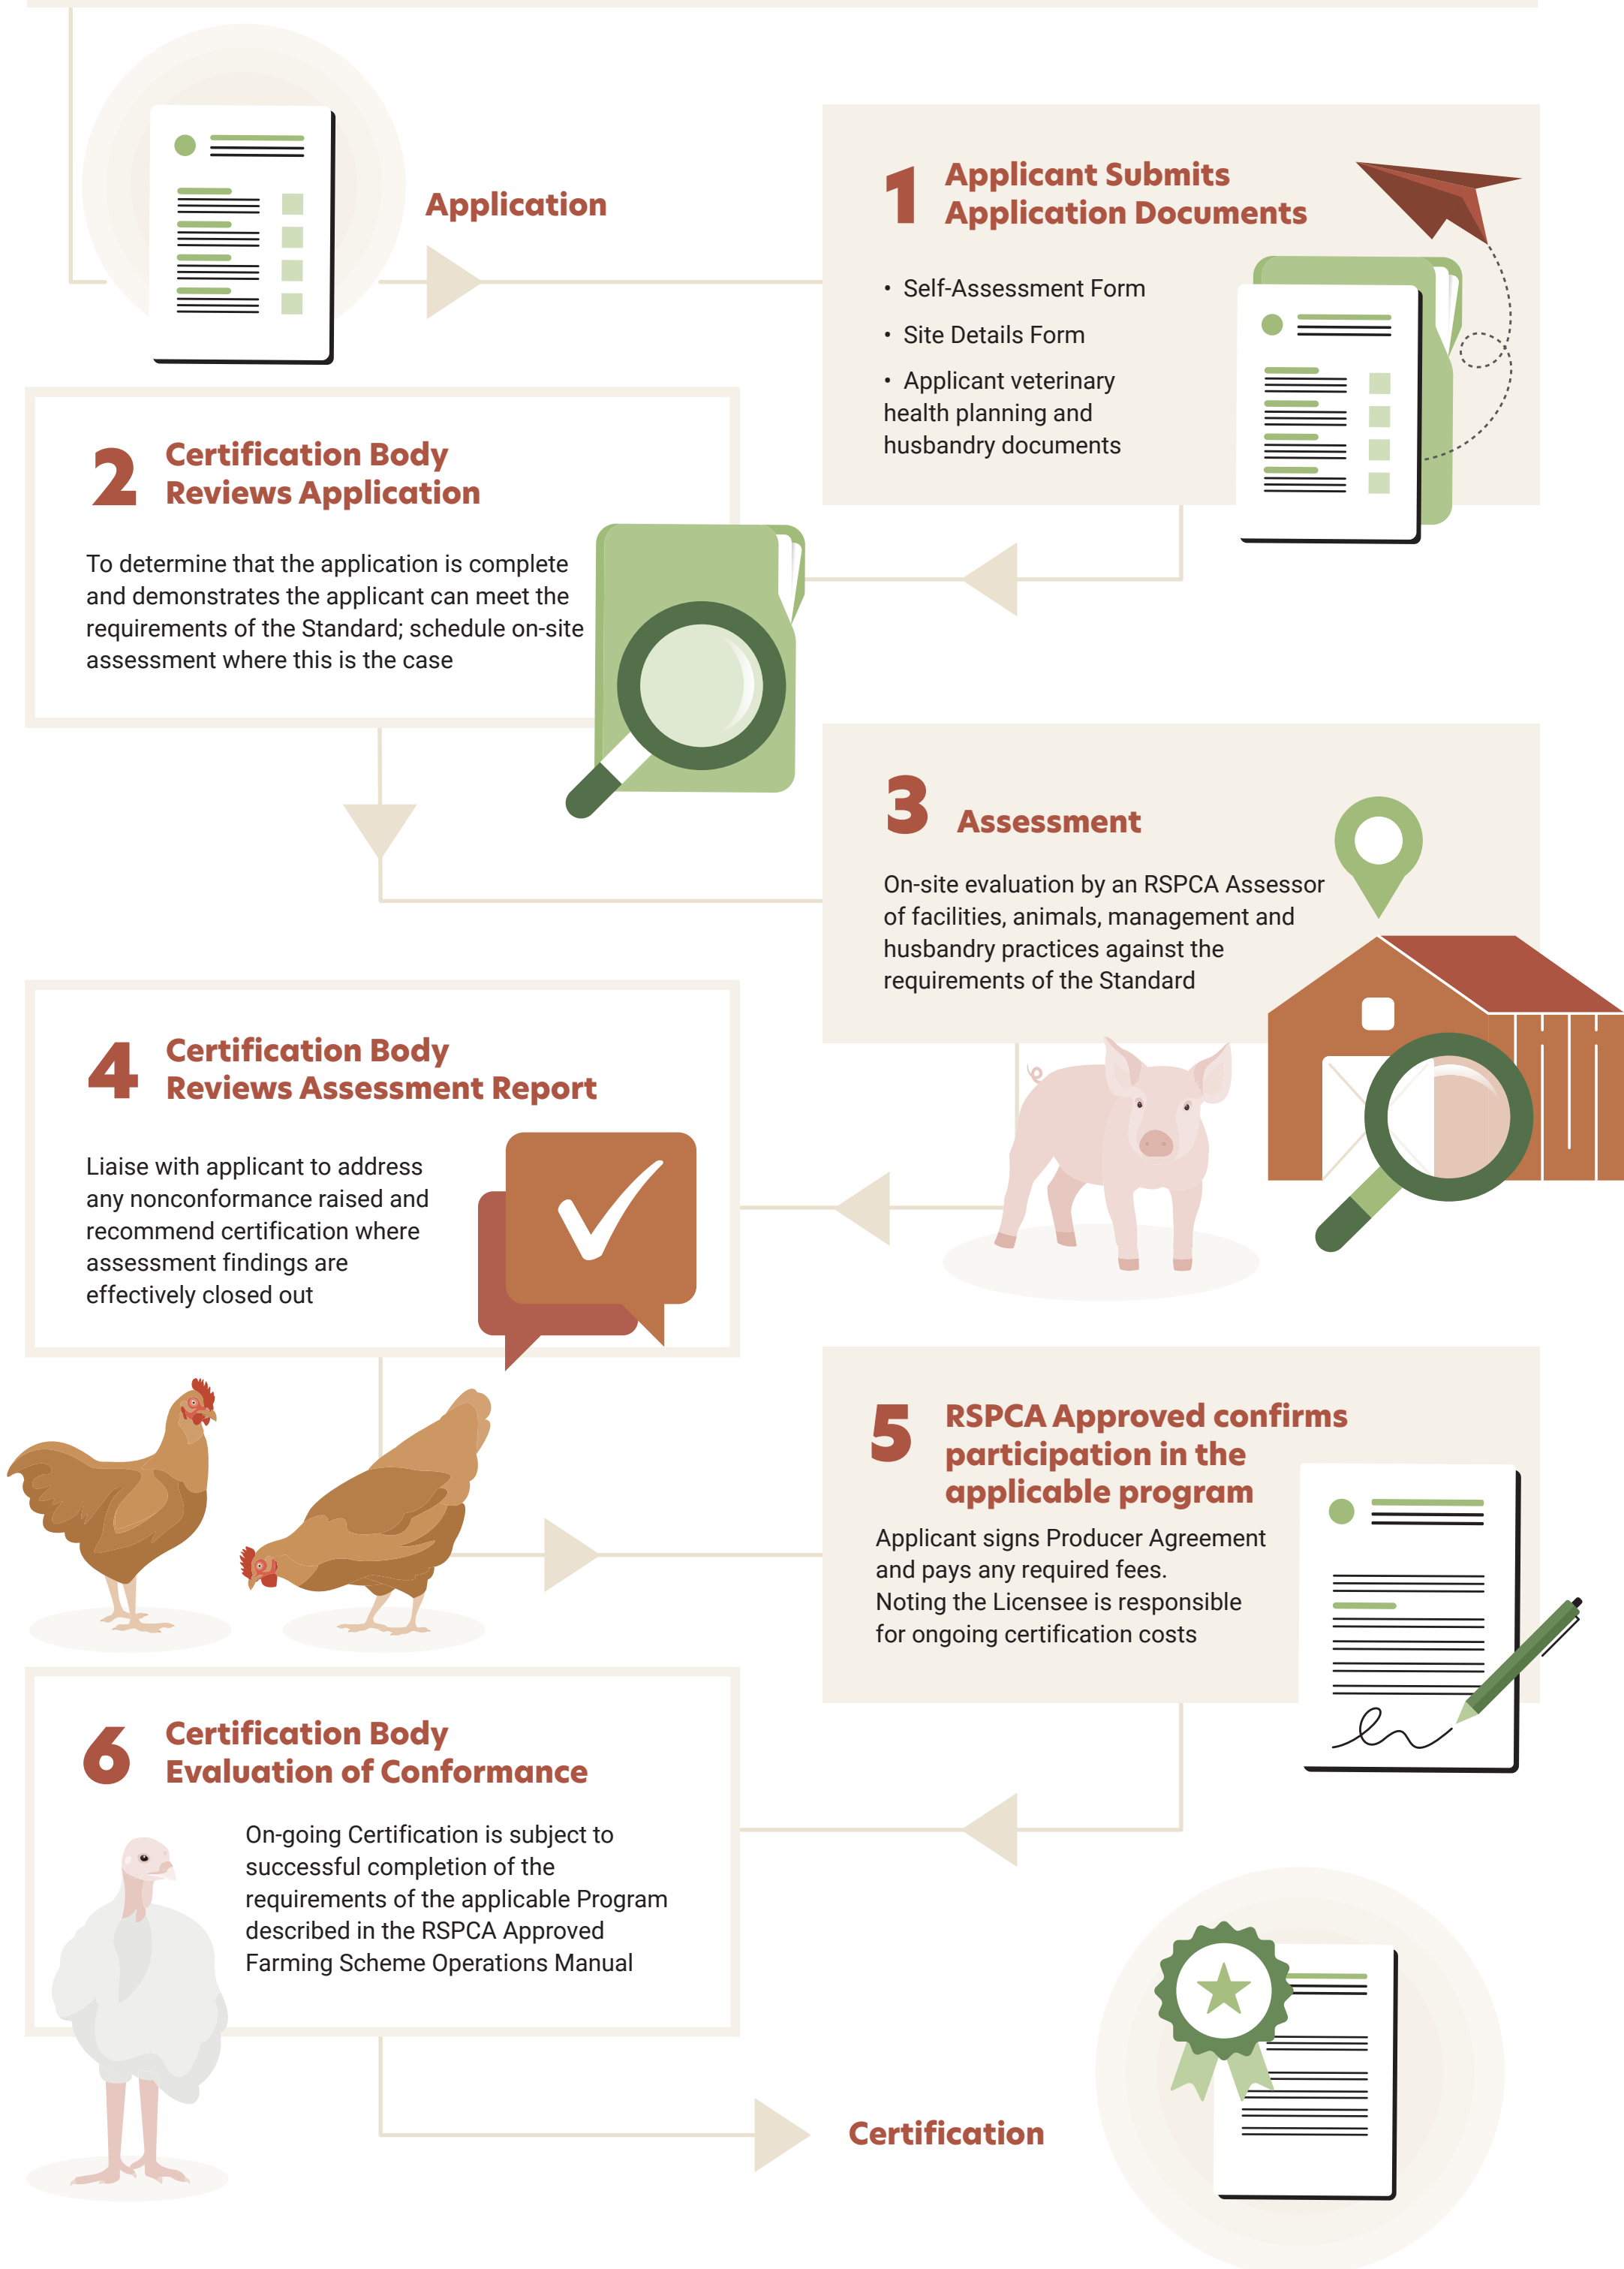 Application
1 Applicant Submits
Application Documents
• Self-Assessment Form
• Site Details Form
• Applicant veterinary
health planning and
husbandry documents
2 Certification Body
Reviews Application
To determine that the application is complete
and demonstrates the applicant can meet the
requirements of the Standard; schedule on-site
assessment where this is the case
3 Assessment
On-site evaluation by an RSPCA Assessor
of facilities, animals, management and
husbandry practices against the
requirements of the Standard
4 Certification Body
Reviews Assessment Report
Liaise with applicant to address
any nonconformance raised and
recommend certification where
assessment findings are
effectively closed out
5 RSPCA Approved confirms
participation in the
applicable program
Applicant signs Producer Agreement
and pays any required fees.
Noting the Licensee is responsible
for ongoing certification costs
6 Certification Body
Evaluation of Conformance
On-going Certification is subject to
successful completion of the
requirements of the applicable Program
described in the RSPCA Approved
Farming Scheme Operations Manual
Certification